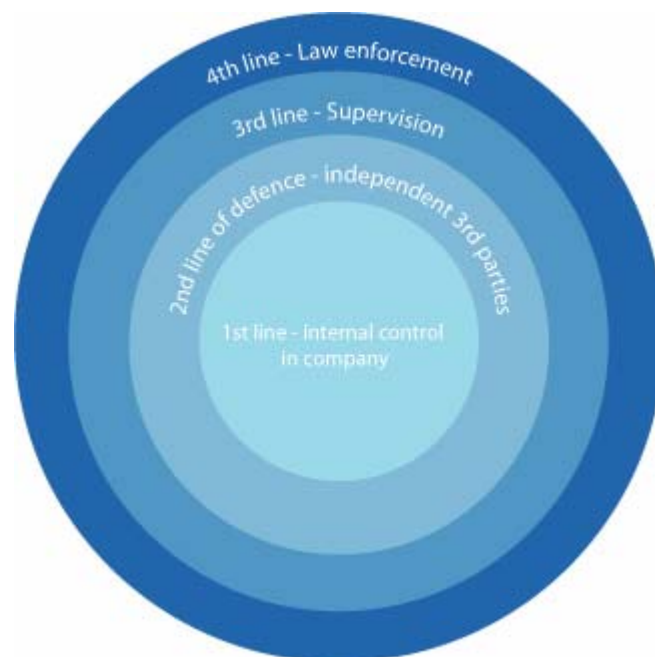 4th line - Law enforcement
3rd line - Supervision
2nd line of defence - independent 3rd parties
1st line - internal control
in company